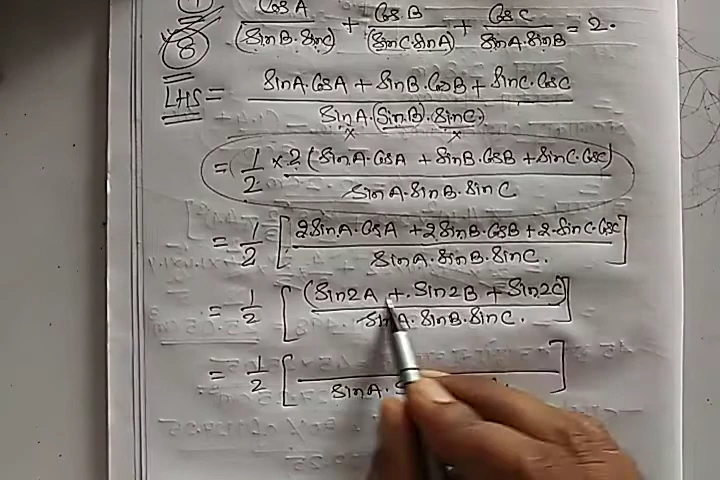 8
CosA/(SinB·SinC) + CosB/(SinC·SinA) + CosC/SinA·SinB = 2·
LHS = SinA·CosA + SinB·CosB + SinC·CosC / SinA·(SinB)·SinC·
= 1/2 × 2 (SinA·CosA + SinB·CosB + SinC·CosC) / SinA·SinB·SinC
= 1/2 [2SinA·CosA + 2SinB·CosB + 2·SinC·CosC / SinA·SinB·SinC.]
= 1/2 [(Sin2A + Sin2B + Sin2C) / SinA·SinB·SinC.]
= 1/2 [ / SinA· ]